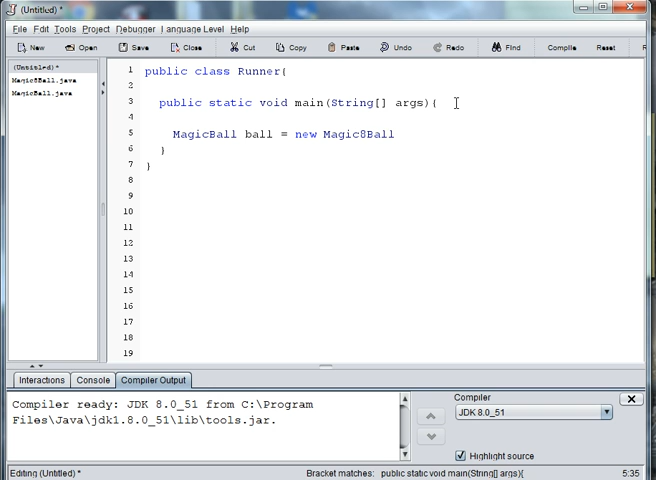 (Untitled) *
File Edit Tools Project Debugger Language Level Help
New Open Save Close Cut Copy Paste Undo Redo Find Compile Reset
(Untitled) *
Magic8Ball.java
MagicBall.java
1 public class Runner{
2
3 public static void main(String[] args){
4
5 MagicBall ball = new Magic8Ball
6 }
7 }
8
9
10
11
12
13
14
15
16
17
18
19
Interactions Console Compiler Output
Compiler ready: JDK 8.0_51 from C:\Program
Files\Java\jdk1.8.0_51\lib\tools.jar.
Compiler
JDK 8.0_51
Highlight source
Editing (Untitled) * Bracket matches: public static void main(String[] args){ 5:35